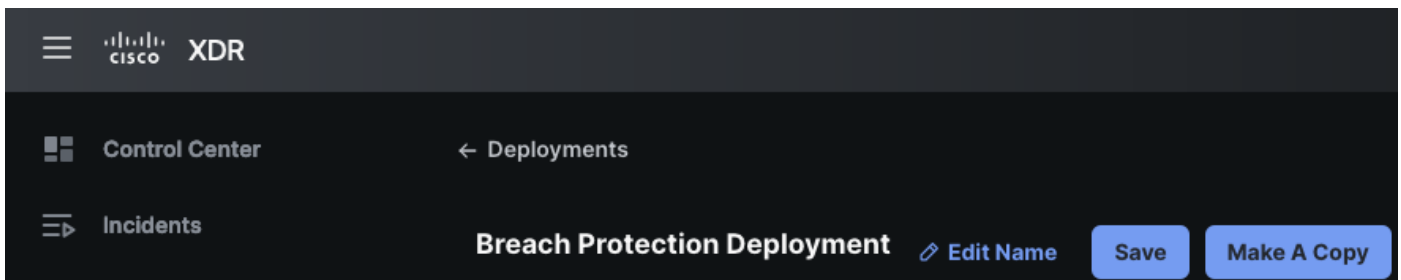 CISCO XDR
Control Center
← Deployments
Incidents
Breach Protection Deployment Edit Name Save Make A Copy